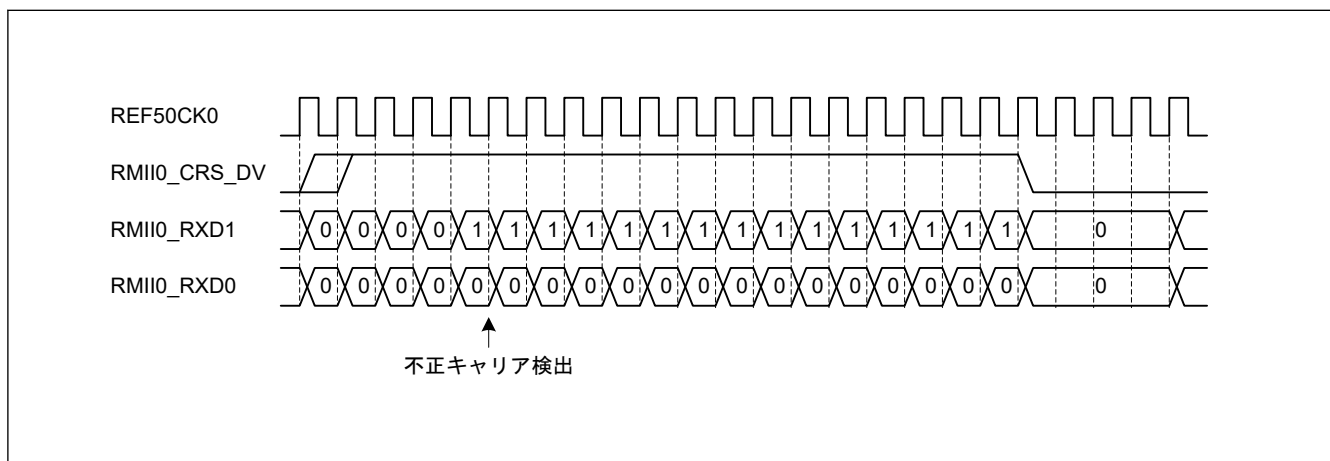 REF50CK0
RMII0_CRS_DV
RMII0_RXD1 0 0 0 0 1 1 1 1 1 1 1 1 1 1 1 1 1 1 1 0
RMII0_RXD0 0 0 0 0 0 0 0 0 0 0 0 0 0 0 0 0 0 0 0 0
不正キャリア検出